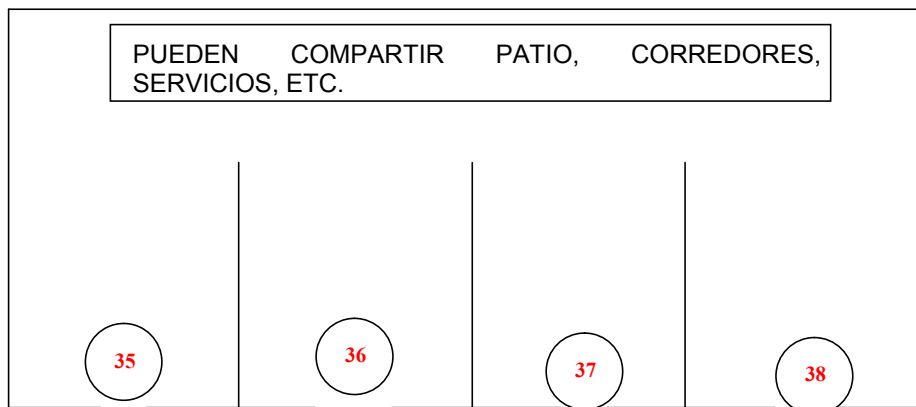 PUEDEN COMPARTIR PATIO, CORREDORES,
SERVICIOS, ETC.
35
36
37
38